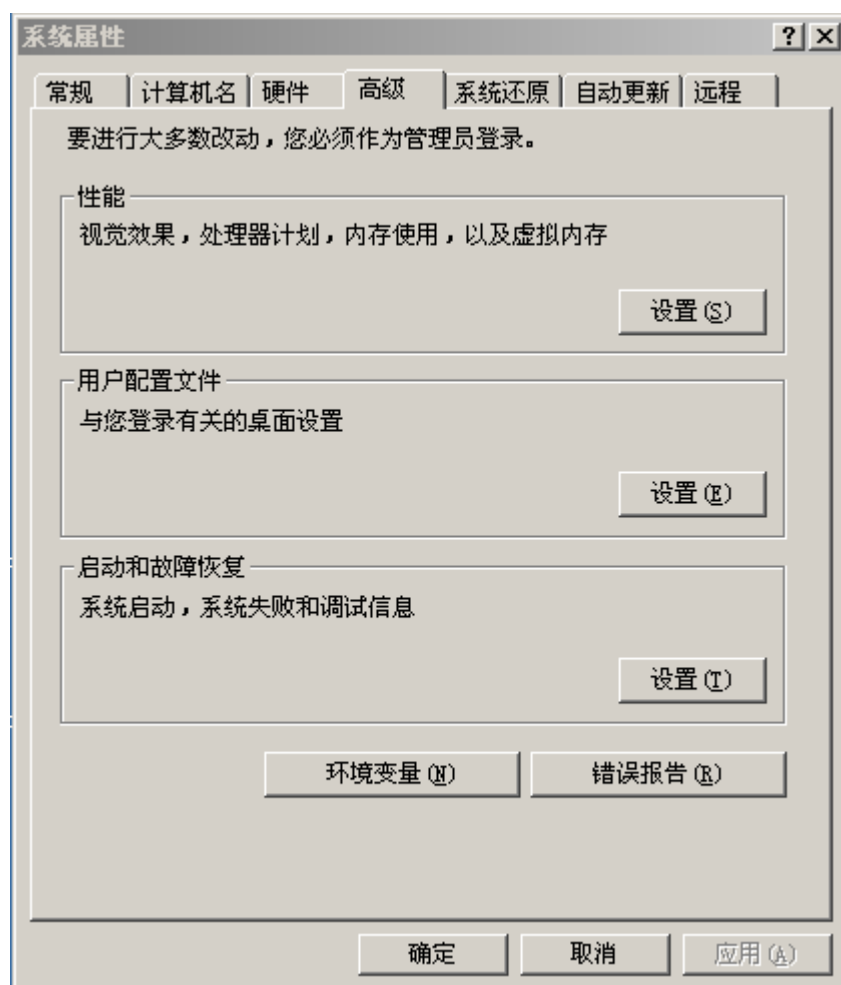 系统属性
常规 计算机名 硬件 高级 系统还原 自动更新 远程
要进行大多数改动，您必须作为管理员登录。
性能
视觉效果，处理器计划，内存使用，以及虚拟内存
设置(S)
用户配置文件
与您登录有关的桌面设置
设置(E)
启动和故障恢复
系统启动，系统失败和调试信息
设置(T)
环境变量(N) 错误报告(R)
确定 取消 应用(A)